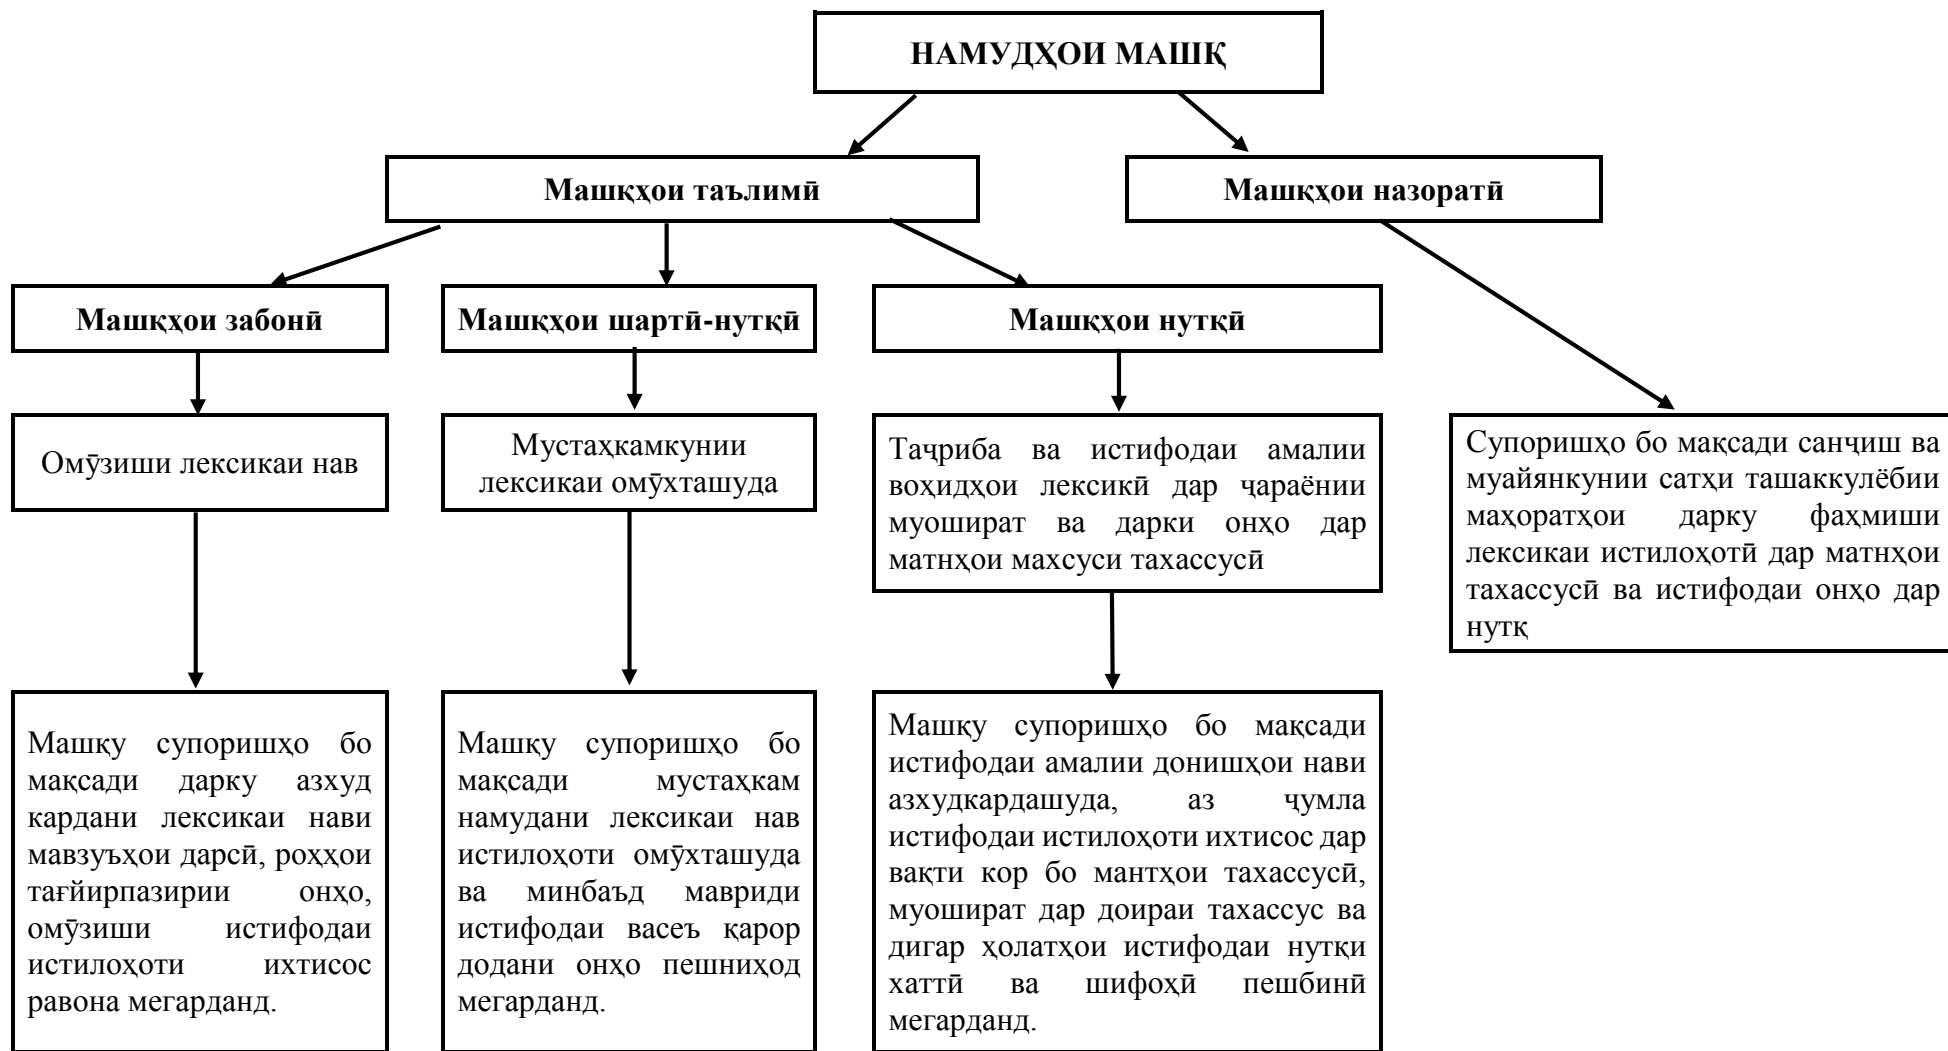 НАМУДҲОИ МАШҚ
Машқҳои таълимӣ
Машқҳои назоратӣ
Машқҳои забонӣ
Машқҳои шартӣ-нутқӣ
Машқҳои нутқӣ
Омӯзиши лексикаи нав
Мустаҳкамкунии
лексикаи омӯхташуда
Таҷриба ва истифодаи амалии
воҳидҳои лексикӣ дар ҷараёнии
муошират ва дарки онҳо дар
матнҳои махсуси тахассусӣ
Супоришҳо бо мақсади санҷиш ва
муайянкунии сатҳи ташаккулёбии
маҳоратҳои дарку фаҳмиши
лексикаи истилоҳотӣ дар матнҳои
тахассусӣ ва истифодаи онҳо дар
нутқ
Машқу супоришҳо бо
мақсади дарку азхуд
кардани лексикаи нави
мавзуъҳои дарсӣ, роҳҳои
тағйирпазирии онҳо,
омӯзиши истифодаи
истилоҳоти ихтисос
равона мегарданд.
Машқу супоришҳо бо
мақсади мустаҳкам
намудани лексикаи нав
истилоҳоти омӯхташуда
ва минбаъд мавриди
истифодаи васеъ қарор
додани онҳо пешниҳод
мегарданд.
Машқу супоришҳо бо мақсади
истифодаи амалии донишҳои нави
азхудкардашуда, аз ҷумла
истифодаи истилоҳоти ихтисос дар
вақти кор бо мантҳои тахассусӣ,
муошират дар доираи тахассус ва
дигар ҳолатҳои истифодаи нутқи
хаттӣ ва шифоҳӣ пешбинӣ
мегарданд.